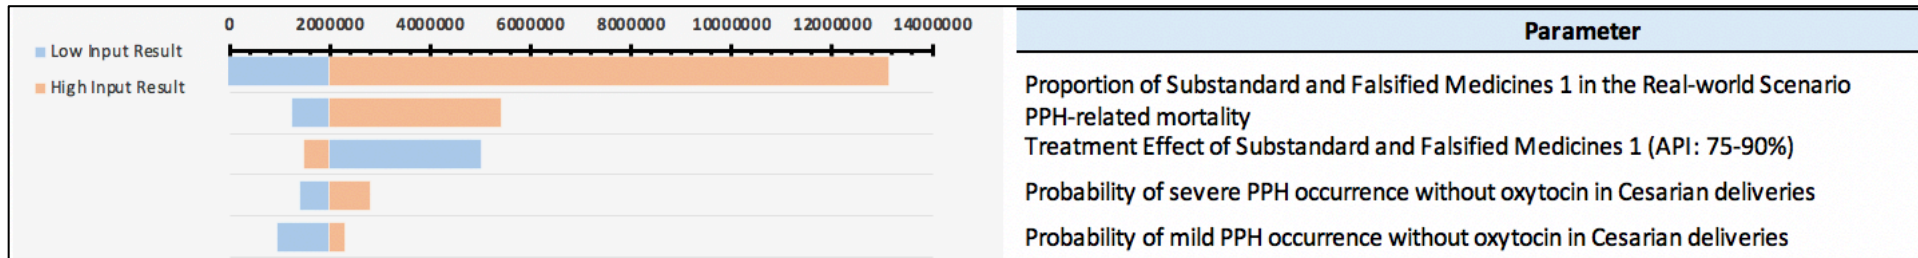 0 2000000 4000000 6000000 8000000 10000000 12000000 14000000
Low Input Result
High Input Result
Parameter
Proportion of Substandard and Falsified Medicines 1 in the Real-world Scenario
PPH-related mortality
Treatment Effect of Substandard and Falsified Medicines 1 (API: 75-90%)
Probability of severe PPH occurrence without oxytocin in Cesarian deliveries
Probability of mild PPH occurrence without oxytocin in Cesarian deliveries